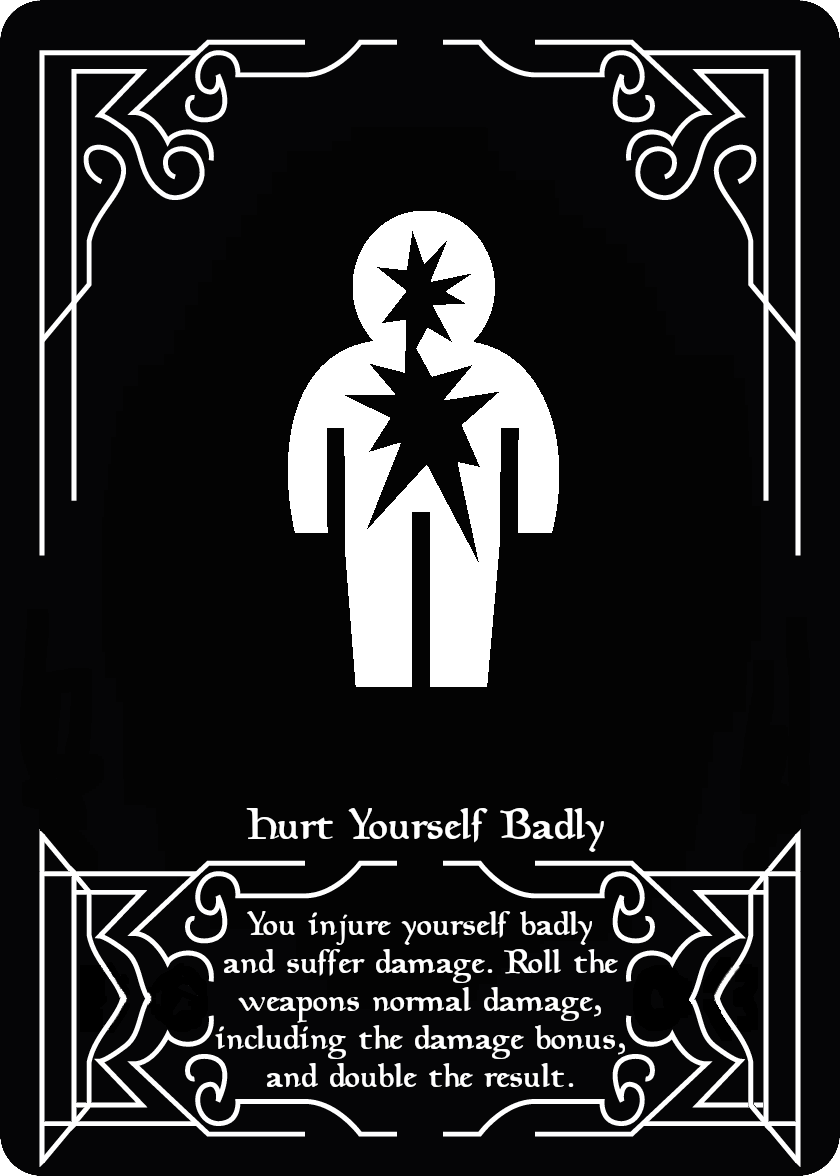 Hurt Yourself Badly
You injure yourself badly
and suffer damage. Roll the
weapons normal damage,
including the damage bonus,
and double the result.